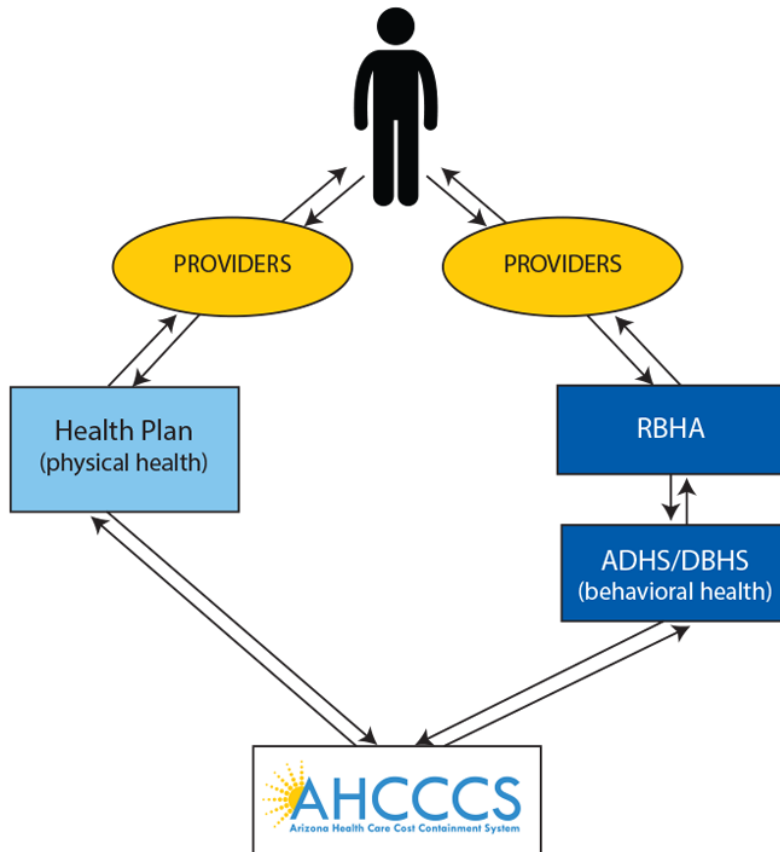 PROVIDERS
PROVIDERS
Health Plan
(physical health)
RBHA
ADHS/DBHS
(behavioral health)
AHCCCS
Arizona Health Care Cost Containment System